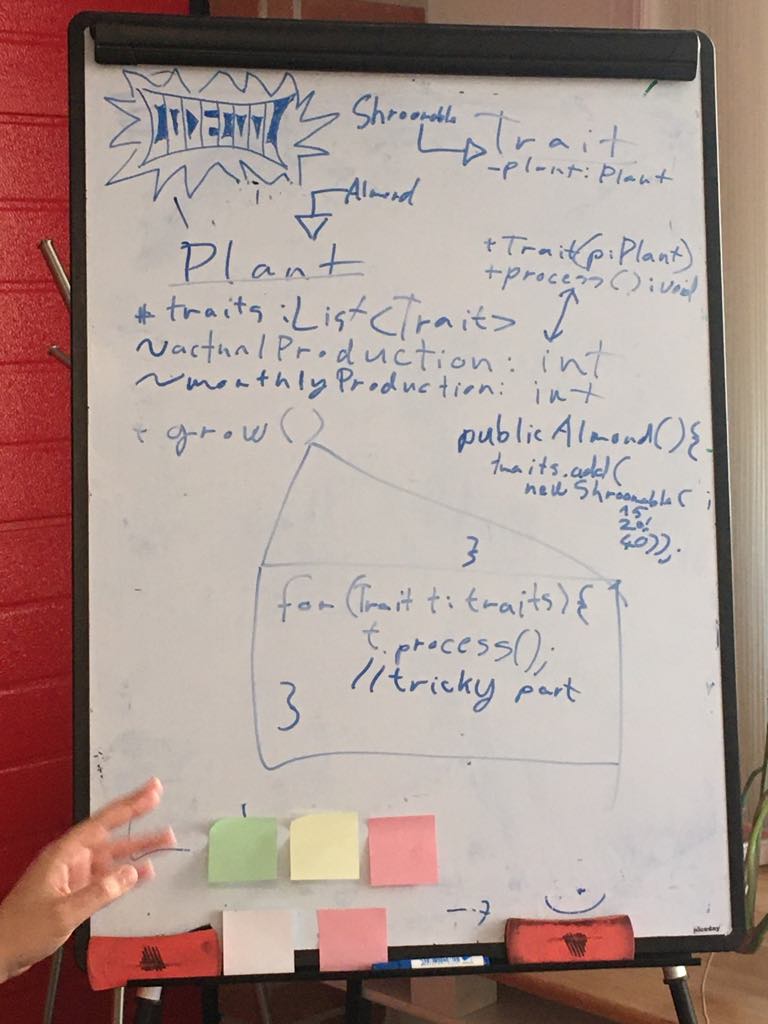 Shroomable
Trait
- plant: Plant
Almond
Plant
+ Trait(p:Plant)
+ process() : void
# traits : List<Trait>
~actualProduction : int
~monthlyProduction: int
+ grow()
public Almond(){
traits.add(
new Shroomable(
15
20
40));
}
for (Trait t: traits) {
t.process();
//tricky part
}